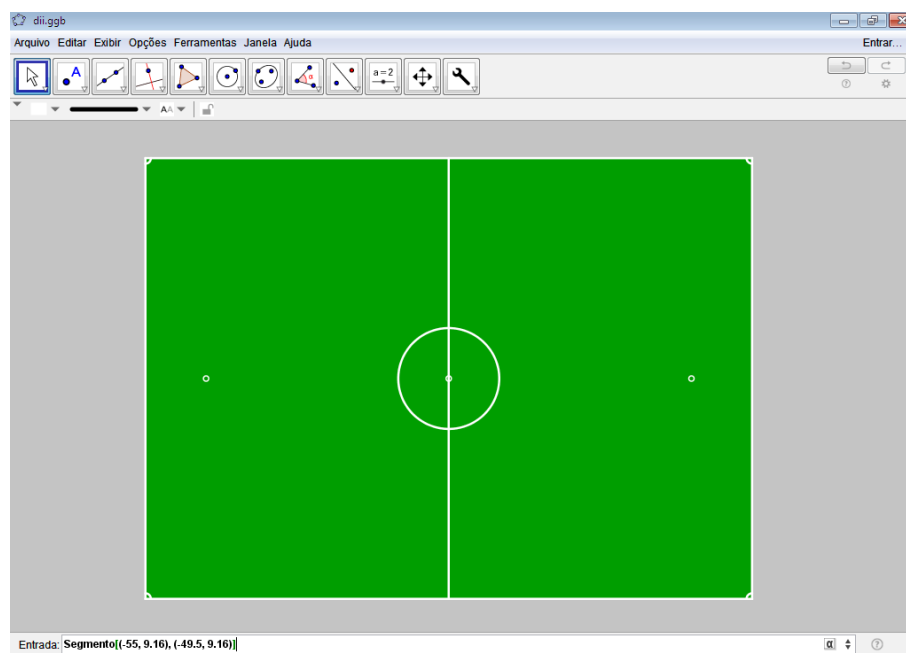 dii.ggb
Arquivo Editar Exibir Opções Ferramentas Janela Ajuda
Entrar...
A
α
a=2
AA
Entrada: Segmento[(-55, 9.16), (-49.5, 9.16)]
α